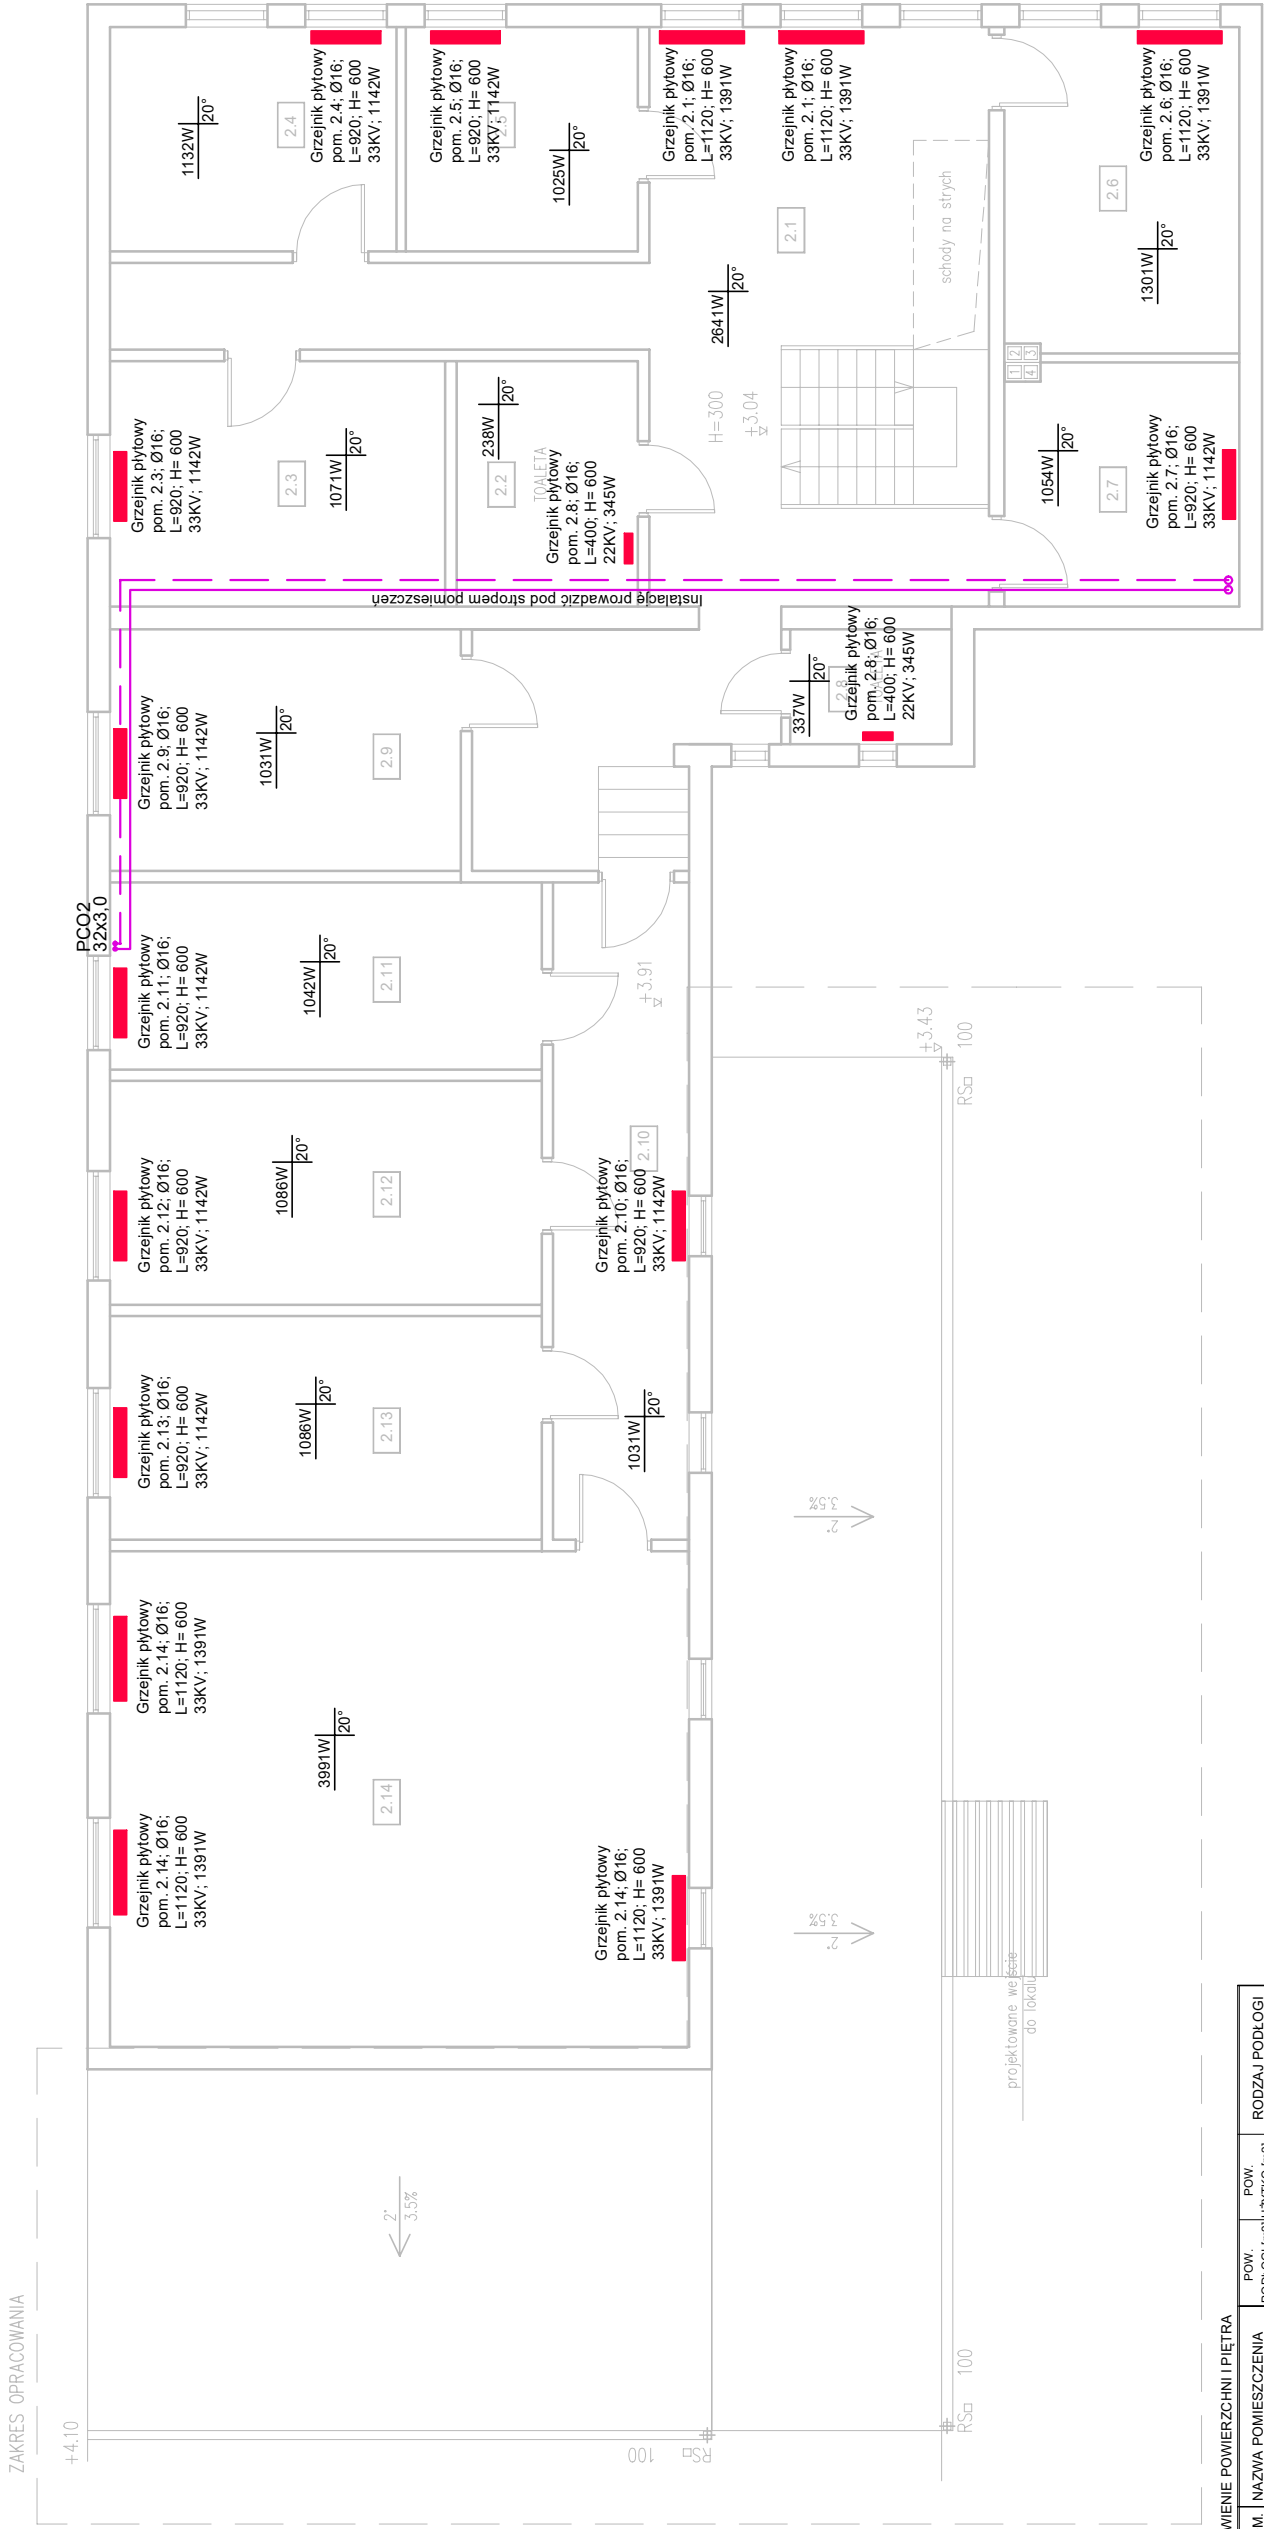 ZAKRES OPRACOWANIA
+4.10
2°
3.5%
RS 100
RS 100
Grzejnik płytowy
pom. 2.14; Ø16;
L=1120; H= 600
33KV; 1391W
Grzejnik płytowy
pom. 2.14; Ø16;
L=1120; H= 600
33KV; 1391W
3991W
20°
2.14
Grzejnik płytowy
pom. 2.14; Ø16;
L=1120; H= 600
33KV; 1391W
2°
3.5%
projektowane wejście
do lokalu
Grzejnik płytowy
pom. 2.13; Ø16;
L=920; H= 600
33KV; 1142W
1086W
20°
2.13
1031W
20°
2°
3.5%
Grzejnik płytowy
pom. 2.12; Ø16;
L=920; H= 600
33KV; 1142W
1086W
20°
2.12
2.10
Grzejnik płytowy
pom. 2.10; Ø16;
L=920; H= 600
33KV; 1142W
PCO2
32x3,0
Grzejnik płytowy
pom. 2.11; Ø16;
L=920; H= 600
33KV; 1142W
1042W
20°
2.11
+3.91
+3.43
RS 100
Grzejnik płytowy
pom. 2.9; Ø16;
L=920; H= 600
33KV; 1142W
1031W
20°
2.9
337W
20°
2.8
Grzejnik płytowy
pom. 2.8; Ø16;
L=400; H= 600
22KV; 345W
Instalację prowadzić pod stropem pomieszczeń
Grzejnik płytowy
pom. 2.3; Ø16;
L=920; H= 600
33KV; 1142W
2.3
1071W
20°
238W
20°
2.2
TOALETA
Grzejnik płytowy
pom. 2.8; Ø16;
L=400; H= 600
22KV; 345W
H=300
+3.04
1054W
20°
2.7
Grzejnik płytowy
pom. 2.7; Ø16;
L=920; H= 600
33KV; 1142W
1 2
4 3
1132W
20°
2.4
Grzejnik płytowy
pom. 2.4; Ø16;
L=920; H= 600
33KV; 1142W
Grzejnik płytowy
pom. 2.5; Ø16;
L=920; H= 600
33KV; 1142W
2.5
1025W
20°
Grzejnik płytowy
pom. 2.1; Ø16;
L=1120; H= 600
33KV; 1391W
Grzejnik płytowy
pom. 2.1; Ø16;
L=1120; H= 600
33KV; 1391W
2.1
2641W
20°
schody na strych
2.6
1301W
20°
Grzejnik płytowy
pom. 2.6; Ø16;
L=1120; H= 600
33KV; 1391W
WIENIE POWIERZCHNI I PIĘTRA
M. NAZWA POMIESZCZENIA POW. POW. RODZAJ PODŁOGI